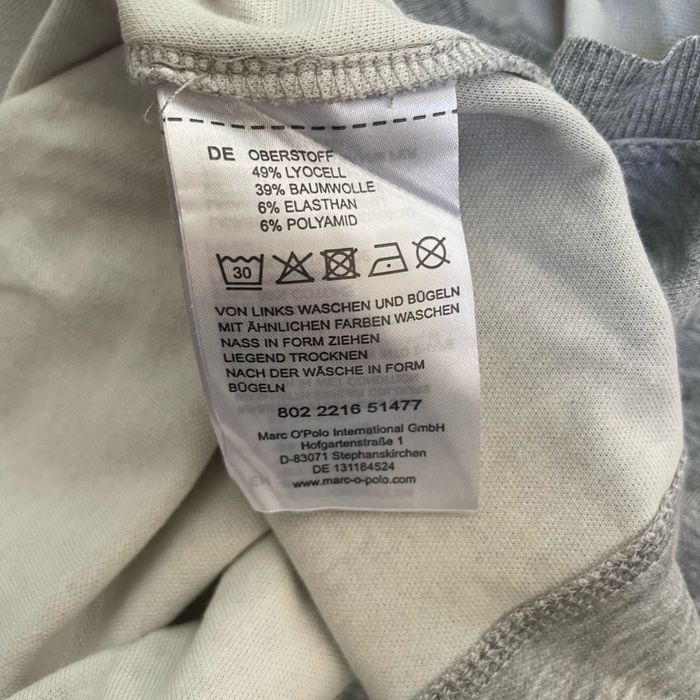 DE OBERSTOFF
49% LYOCELL
39% BAUMWOLLE
6% ELASTHAN
6% POLYAMID
30
VON LINKS WASCHEN UND BÜGELN
MIT ÄHNLICHEN FARBEN WASCHEN
NASS IN FORM ZIEHEN
LIEGEND TROCKNEN
NACH DER WÄSCHE IN FORM
BÜGELN
802 2216 51477
Marc O'Polo International GmbH
Hofgartenstraße 1
D-83071 Stephanskirchen
DE 131184524
www.marc-o-polo.com